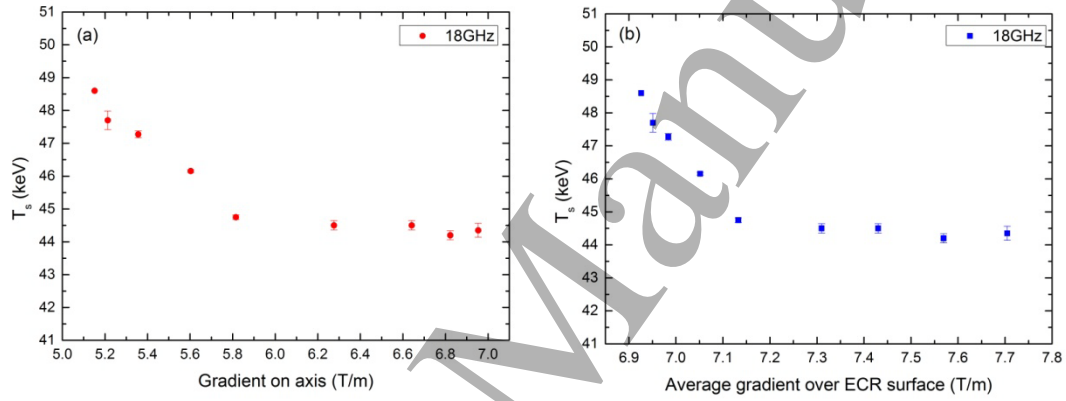 (a)
18GHz
51
50
49
48
47
46
45
44
43
42
41
T_s (keV)
5.0 5.2 5.4 5.6 5.8 6.0 6.2 6.4 6.6 6.8 7.0
Gradient on axis (T/m)
(b)
18GHz
51
50
49
48
47
46
45
44
43
42
41
T_s (keV)
6.9 7.0 7.1 7.2 7.3 7.4 7.5 7.6 7.7 7.8
Average gradient over ECR surface (T/m)
Manu